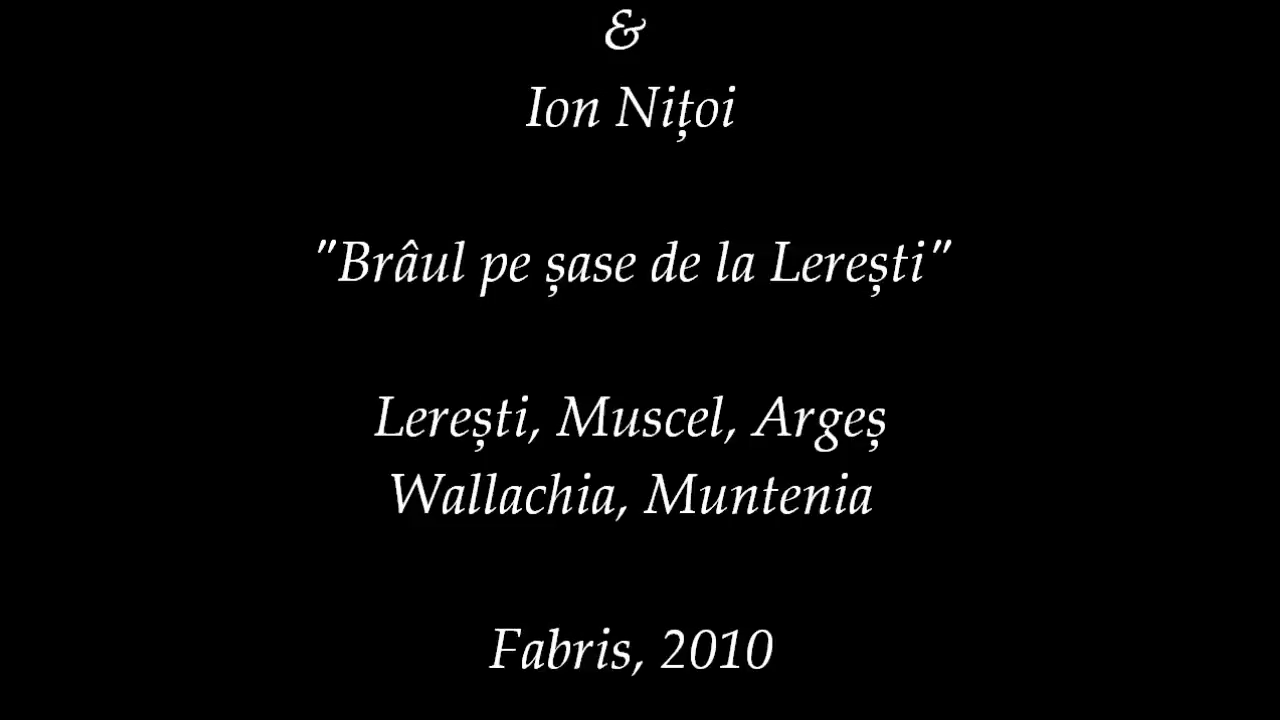 &
Ion Nițoi
"Brâul pe șase de la Lerești"
Lerești, Muscel, Argeș
Wallachia, Muntenia
Fabris, 2010